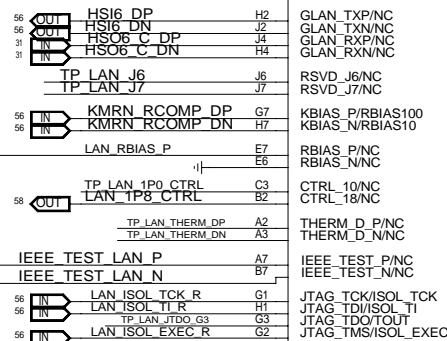 56 OUT HSI6_DP H2 GLAN_TXP/NC
56 OUT HSI6_DN J2 GLAN_TXN/NC
31 IN HSO6_C_DP J4 GLAN_RXP/NC
31 IN HSO6_C_DN H4 GLAN_RXN/NC
TP_LAN_J6 J6 RSVD_J6/NC
TP_LAN_J7 J7 RSVD_J7/NC
56 IN KMRN_RCOMP_DP G7 KBIAS_P/RBIAS100
56 IN KMRN_RCOMP_DN H7 KBIAS_N/RBIAS10
LAN_RBIAS_P E7 RBIAS_P/NC
E6 RBIAS_N/NC
TP_LAN_1P0_CTRL C3 CTRL_10/NC
58 OUT LAN_1P8_CTRL B2 CTRL_18/NC
TP_LAN_THERM_DP A2 THERM_D_P/NC
TP_LAN_THERM_DN A3 THERM_D_N/NC
IEEE_TEST_LAN_P A7 IEEE_TEST_P/NC
IEEE_TEST_LAN_N B7 IEEE_TEST_N/NC
56 IN LAN_ISOL_TCK_R G1 JTAG_TCK/ISOL_TCK
56 IN LAN_ISOL_TI_R H1 JTAG_TDI/ISOL_TI
TP_LAN_JTDO_G3 G3 JTAG_TDO/TOUT
56 IN LAN_ISOL_EXEC_R G2 JTAG_TMS/ISOL_EXEC